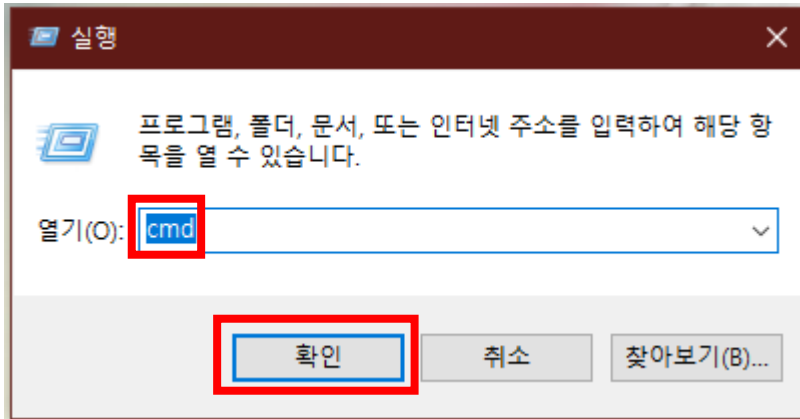 실행
프로그램, 폴더, 문서, 또는 인터넷 주소를 입력하여 해당 항
목을 열 수 있습니다.
열기(O): cmd
확인 취소 찾아보기(B)...